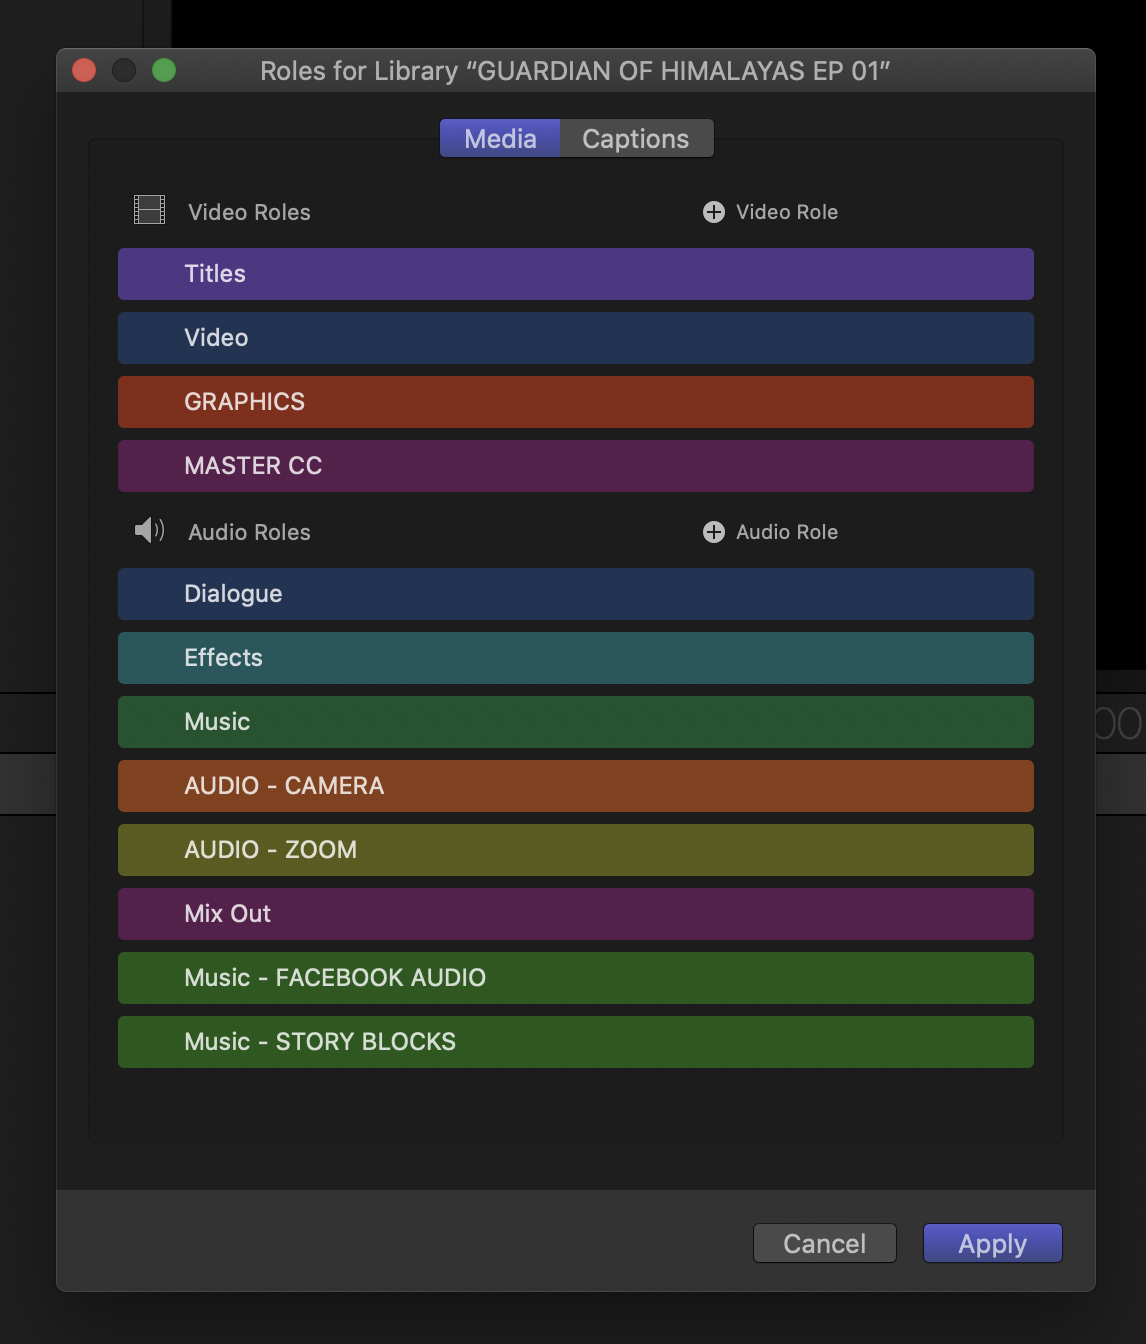 Roles for Library “GUARDIAN OF HIMALAYAS EP 01”
Media Captions
Video Roles Video Role
Titles
Video
GRAPHICS
MASTER CC
Audio Roles Audio Role
Dialogue
Effects
Music
00
AUDIO - CAMERA
AUDIO - ZOOM
Mix Out
Music - FACEBOOK AUDIO
Music - STORY BLOCKS
Cancel Apply